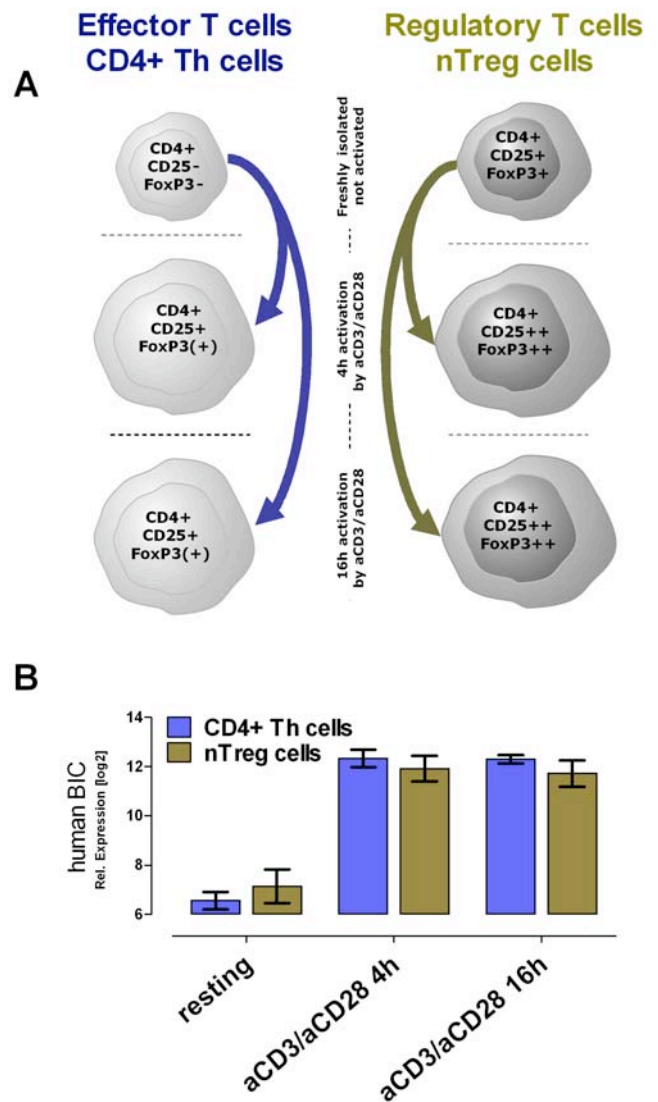 Effector T cells
CD4+ Th cells
Regulatory T cells
nTreg cells
A
CD4+
CD25-
FoxP3-
Freshly isolated
not activated
CD4+
CD25+
FoxP3+
CD4+
CD25+
FoxP3(+)
4h activation
by aCD3/aCD28
CD4+
CD25++
FoxP3++
CD4+
CD25+
FoxP3(+)
16h activation
by aCD3/aCD28
CD4+
CD25++
FoxP3++
B
human BIC
Rel. Expression [log2]
14
12
10
8
6
CD4+ Th cells
nTreg cells
resting
aCD3/aCD28 4h
aCD3/aCD28 16h